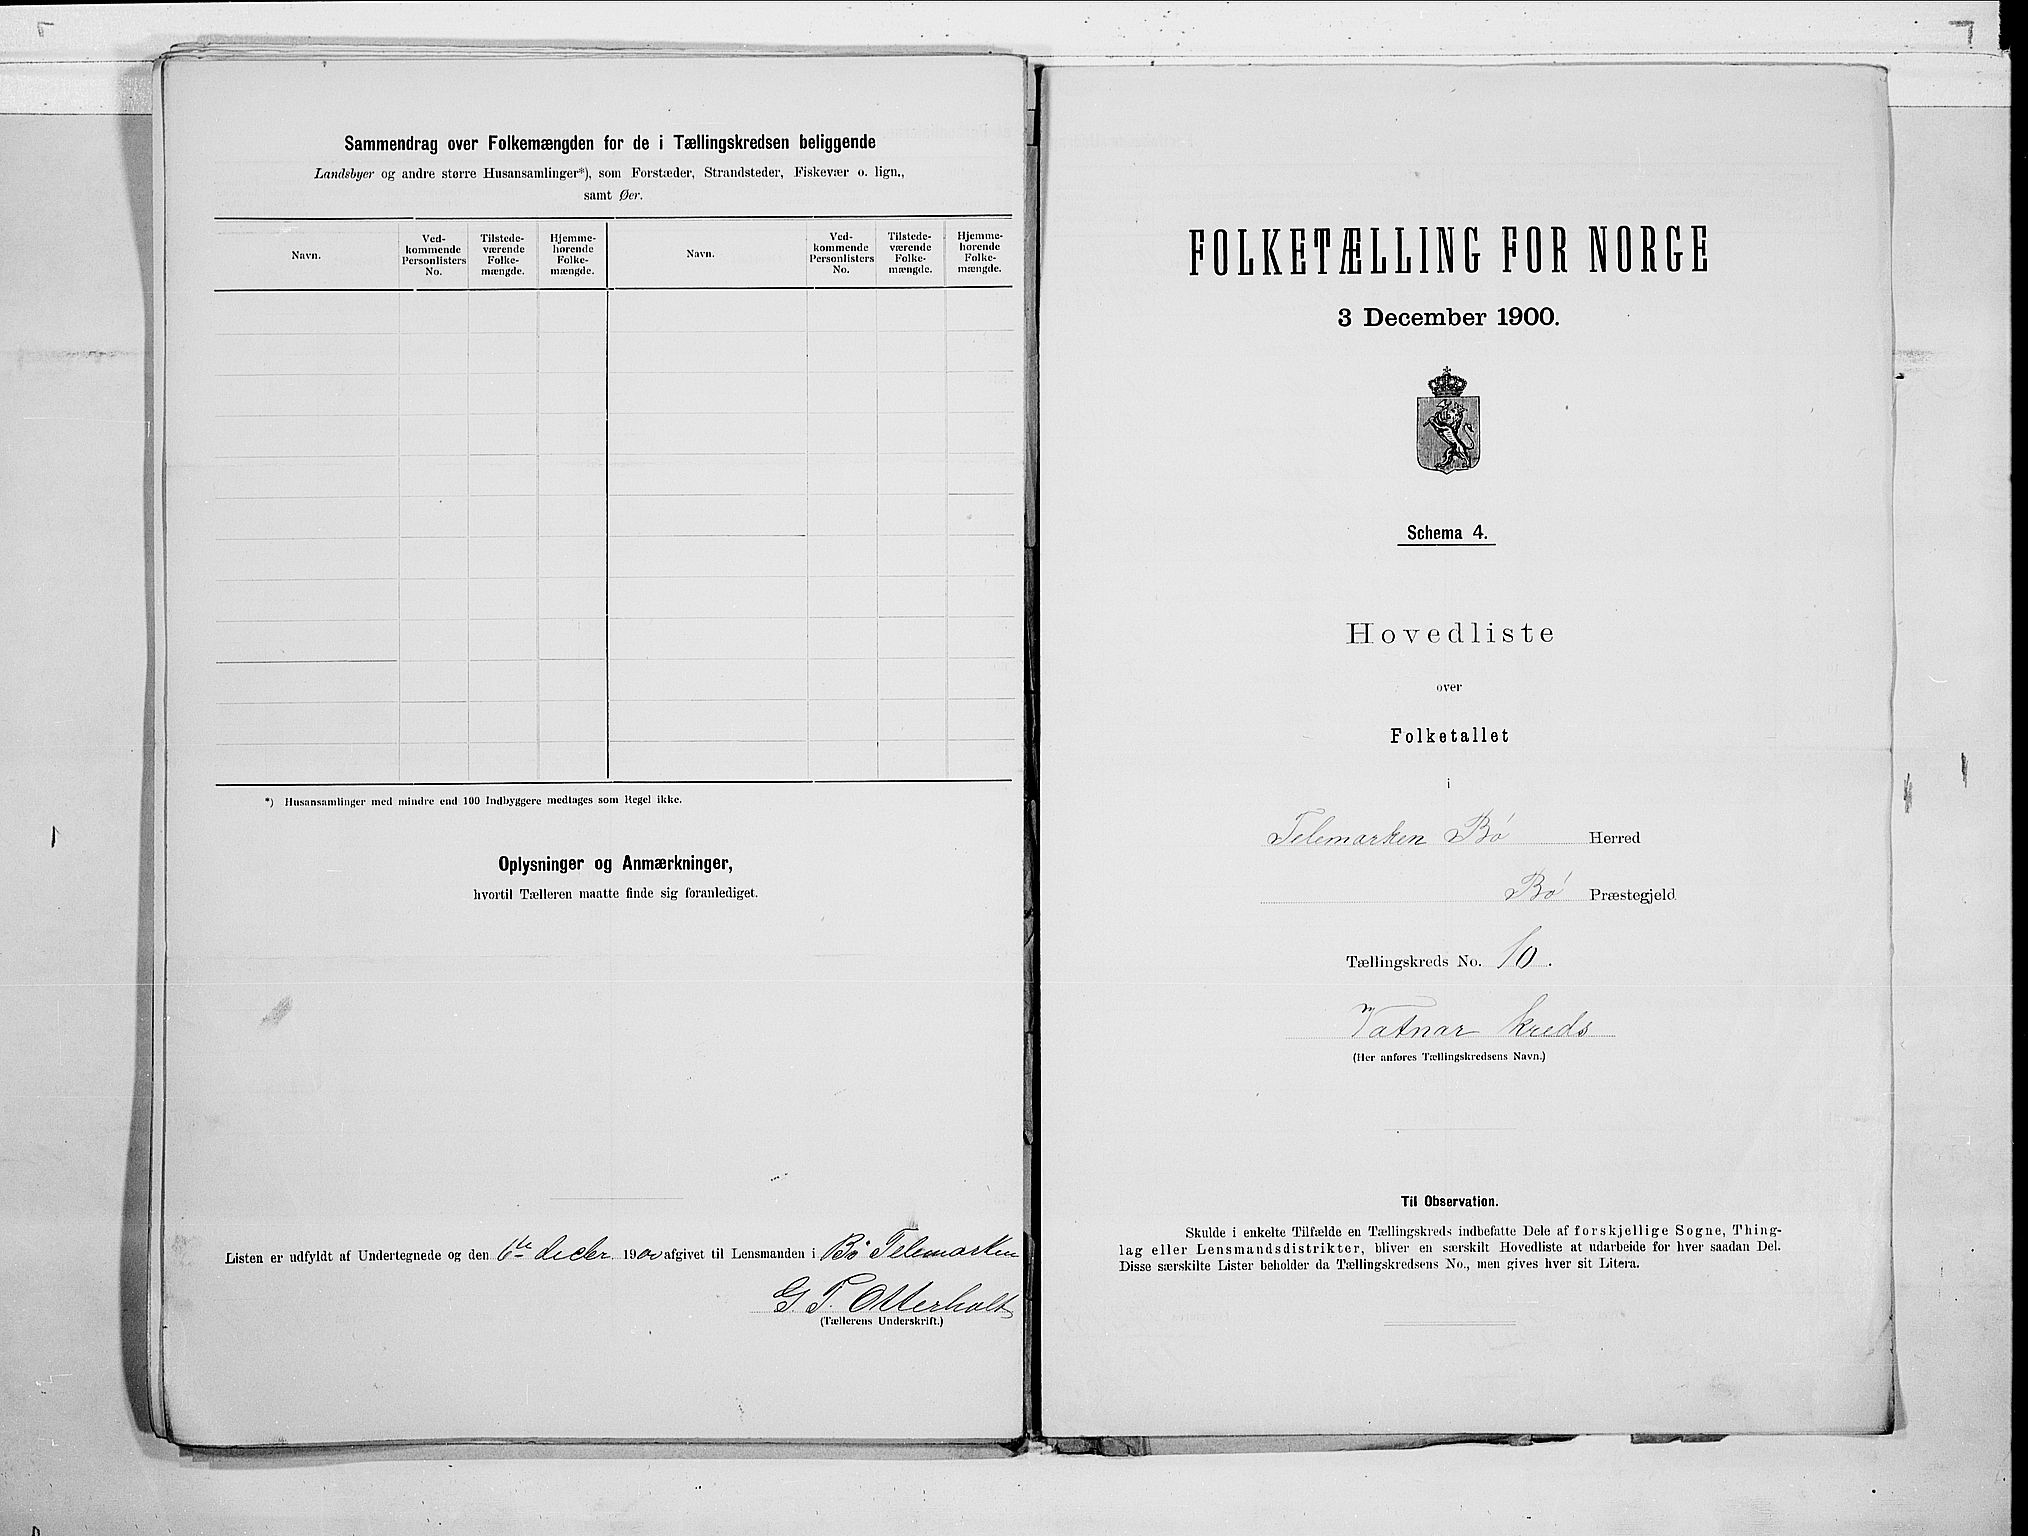 Sammendrag over Folkemængden for de i Tællingskredsen beliggende
Landsbyer og andre større Husansamlinger*), som Forstæder, Strandsteder, Fiskevær o. lign.,
samt Øer.
Navn.
Ved-
kommende
Personlisters
No.
Tilstede-
værende
Folke-
mængde.
Hjemme-
hørende
Folke-
mængde.
Navn.
Ved-
kommende
Personlisters
No.
Tilstede-
værende
Folke-
mængde.
Hjemme-
hørende
Folke-
mængde.
*) Husansamlinger med mindre end 100 Indbyggere medtages som Regel ikke.
Oplysninger og Anmærkninger,
hvortil Tælleren maatte finde sig foranlediget.
Listen er udfyldt af Undertegnede og den 6te decbr 1900 afgivet til Lensmanden i Bø Telemarken
G. T. Otterholt
(Tællerens Underskrift.)
FOLKETÆLLING FOR NORGE
3 December 1900.
Schema 4.
Hovedliste
over
Folketallet
i
Telemarken Bø Herred
Bø Præstegjeld
Tællingskreds No. 10.
Vatnar kreds
(Her anføres Tællingskredsens Navn.)
Til Observation.
Skulde i enkelte Tilfælde en Tællingskreds indbefatte Dele af forskjellige Sogne, Thing-
lag eller Lensmandsdistrikter, bliver en særskilt Hovedliste at udarbeide for hver saadan Del.
Disse særskilte Lister beholder da Tællingskredsens No., men gives hver sit Litera.